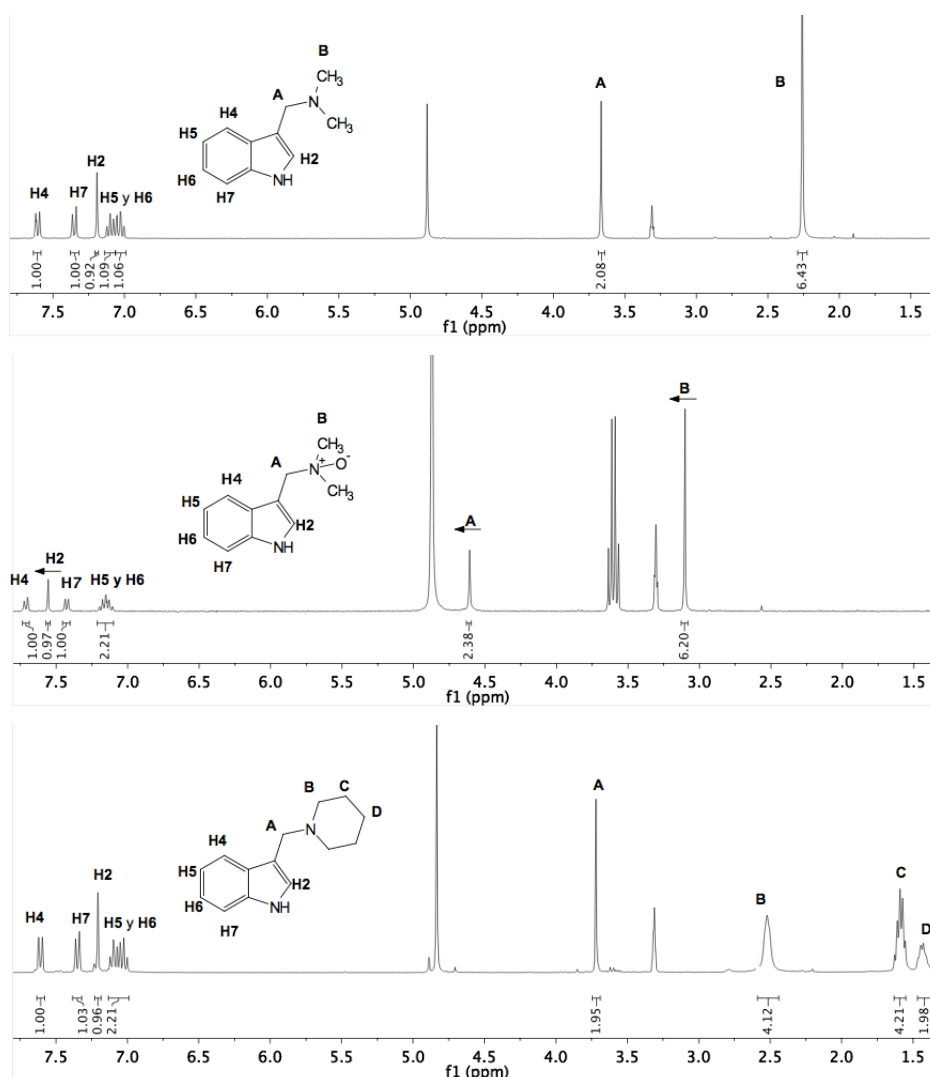 B
CH3
A
N
CH3
H4
H5
H2
H6
NH
H7
A
B
H4
H7
H2
H5 y H6
1.00
1.00
0.92
1.09
1.06
2.08
6.43
7.5 7.0 6.5 6.0 5.5 5.0 4.5 4.0 3.5 3.0 2.5 2.0 1.5
f1 (ppm)
B
CH3
A
N+ O-
CH3
H4
H5
H2
H6
NH
H7
A
B
H4
H2
H7
H5 y H6
1.00
0.97
1.00
2.21
2.38
6.20
7.5 7.0 6.5 6.0 5.5 5.0 4.5 4.0 3.5 3.0 2.5 2.0 1.5
f1 (ppm)
B
C
D
A
N
H4
H5
H2
H6
NH
H7
A
B
C
D
H4
H7
H2
H5 y H6
1.00
1.03
0.96
2.21
1.95
4.12
4.21
1.98
7.5 7.0 6.5 6.0 5.5 5.0 4.5 4.0 3.5 3.0 2.5 2.0 1.5
f1 (ppm)